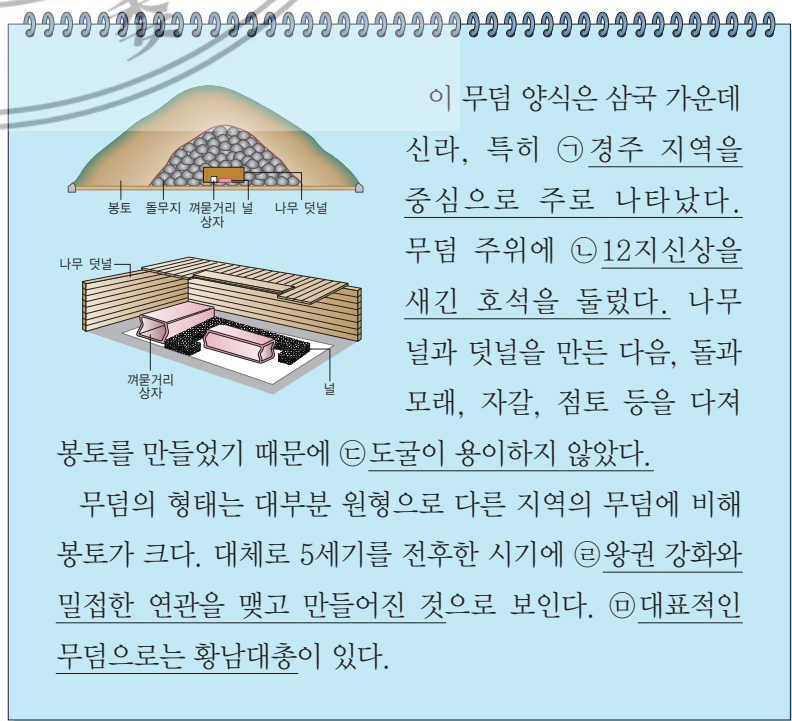 이 무덤 양식은 삼국 가운데
신라, 특히 ㉠경주 지역을
중심으로 주로 나타났다.
무덤 주위에 ㉡12지신상을
새긴 호석을 둘렀다. 나무
널과 덧널을 만든 다음, 돌과
모래, 자갈, 점토 등을 다져
봉토를 만들었기 때문에 ㉢도굴이 용이하지 않았다.
무덤의 형태는 대부분 원형으로 다른 지역의 무덤에 비해
봉토가 크다. 대체로 5세기를 전후한 시기에 ㉣왕권 강화와
밀접한 연관을 맺고 만들어진 것으로 보인다. ㉤대표적인
무덤으로는 황남대총이 있다.
봉토 돌무지 껴묻거리 상자 널 나무 덧널
나무 덧널
껴묻거리
상자
널